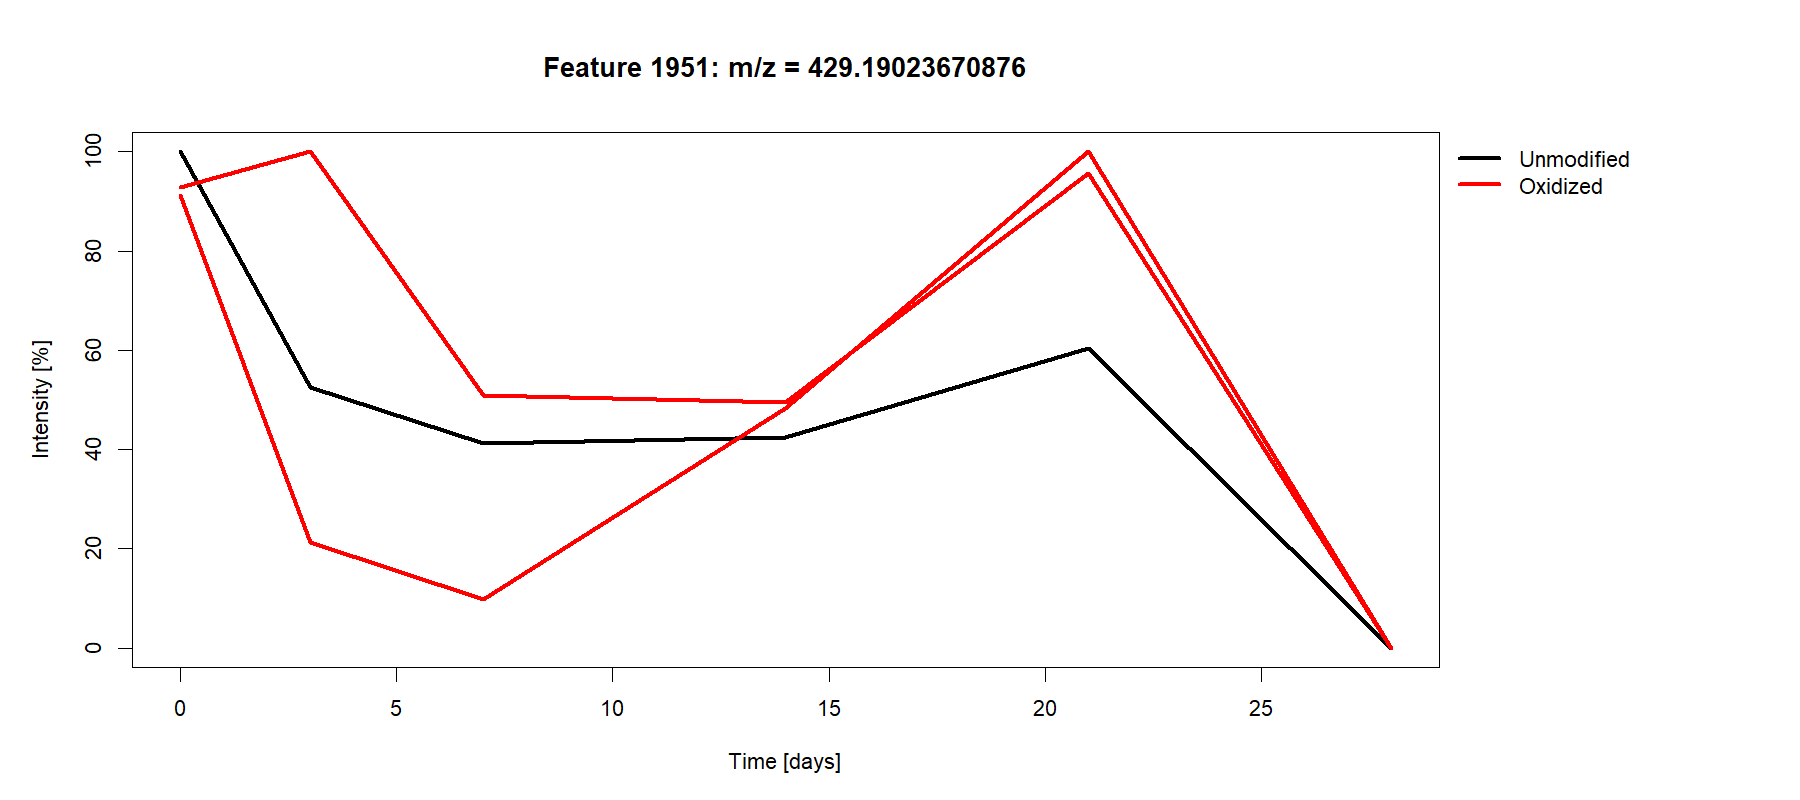 Feature 1951: m/z = 429.19023670876
Unmodified
Oxidized
Intensity [%]
100
80
60
40
20
0
0 5 10 15 20 25
Time [days]